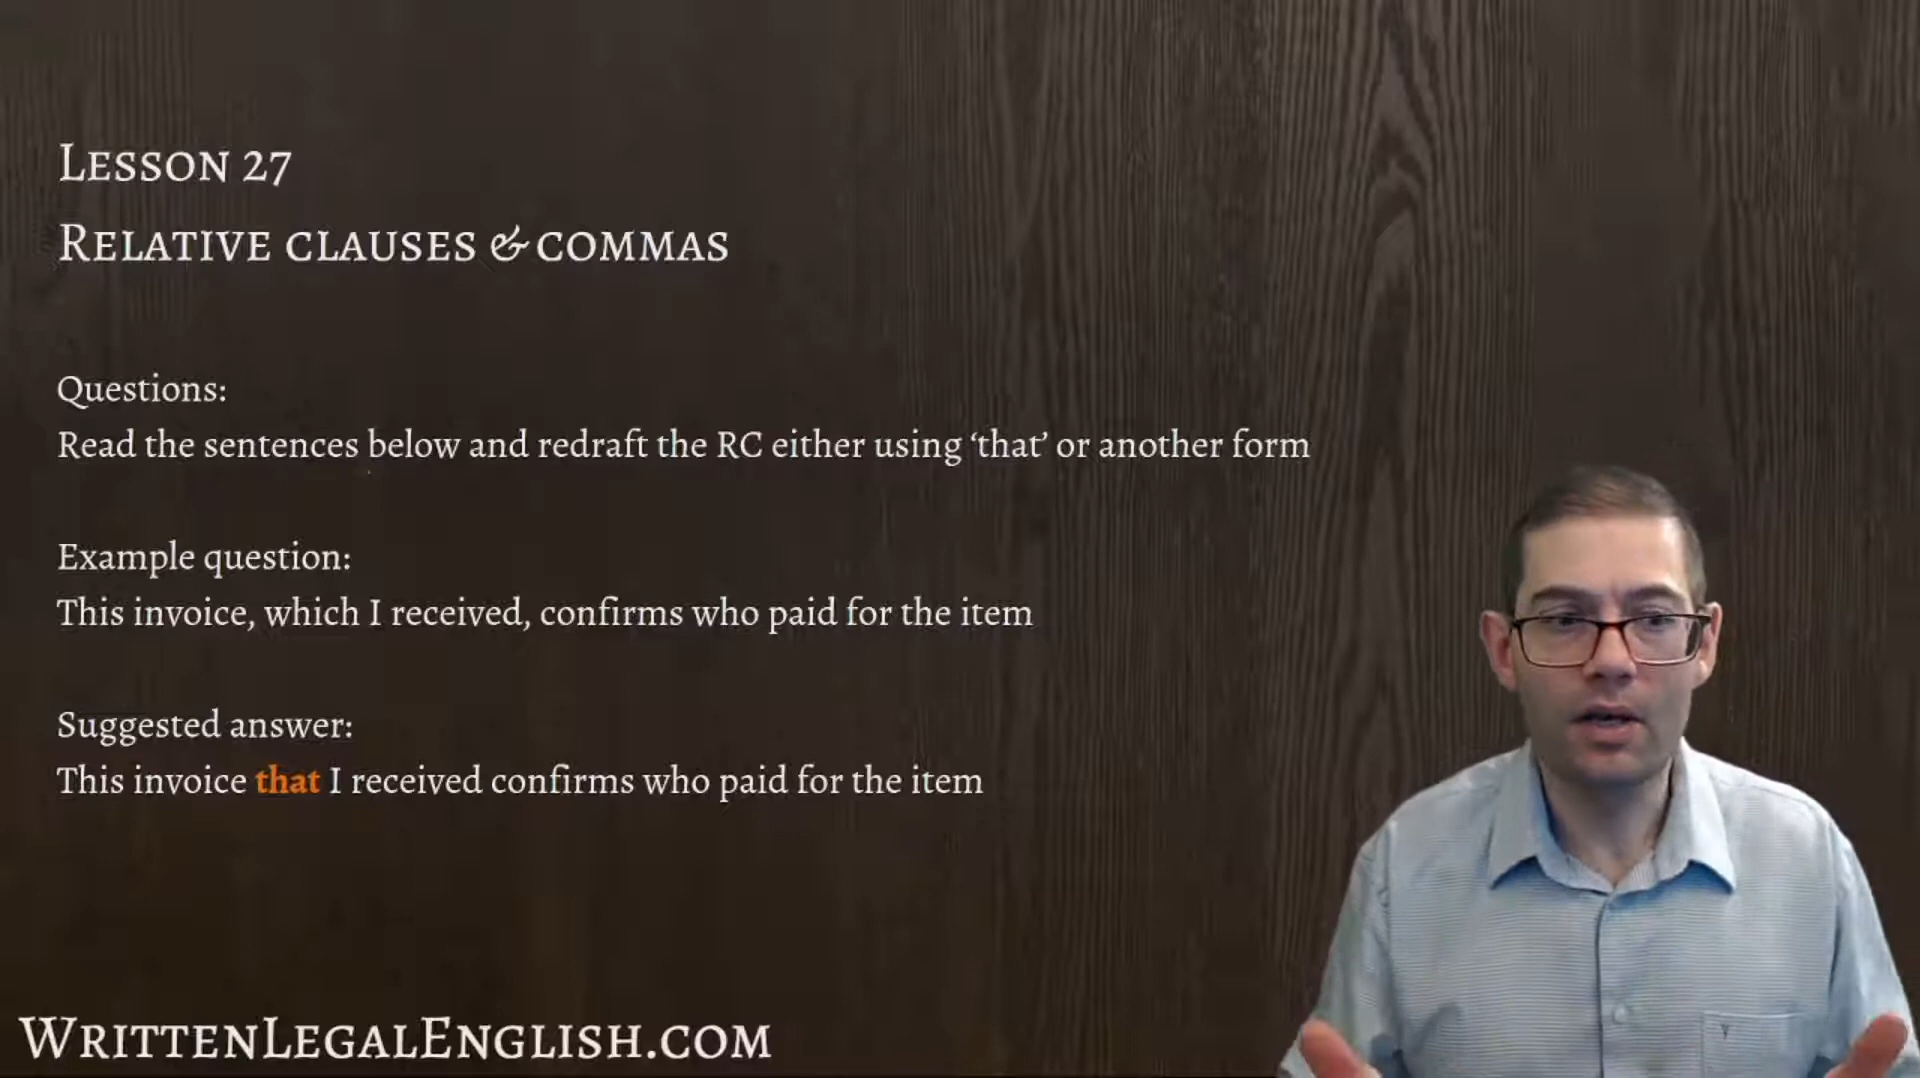 Lesson 27
Relative clauses & commas
Questions:
Read the sentences below and redraft the RC either using ‘that’ or another form
Example question:
This invoice, which I received, confirms who paid for the item
Suggested answer:
This invoice that I received confirms who paid for the item
WrittenLegalEnglish.com